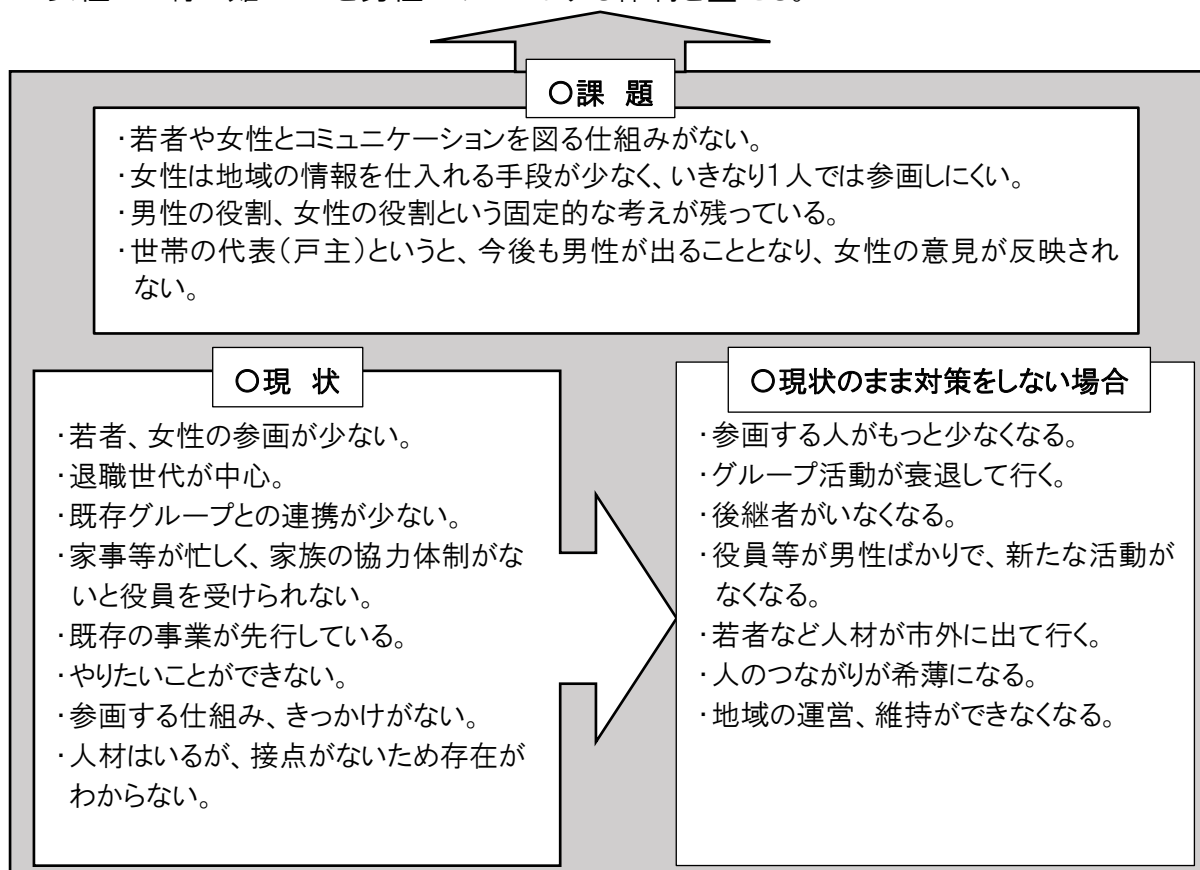 〇課 題
・若者や女性とコミュニケーションを図る仕組みがない。
・女性は地域の情報を仕入れる手段が少なく、いきなり1人では参画しにくい。
・男性の役割、女性の役割という固定的な考えが残っている。
・世帯の代表(戸主)というと、今後も男性が出ることとなり、女性の意見が反映され
ない。
〇現 状
・若者、女性の参画が少ない。
・退職世代が中心。
・既存グループとの連携が少ない。
・家事等が忙しく、家族の協力体制がな
いと役員を受けられない。
・既存の事業が先行している。
・やりたいことができない。
・参画する仕組み、きっかけがない。
・人材はいるが、接点がないため存在が
わからない。
〇現状のまま対策をしない場合
・参画する人がもっと少なくなる。
・グループ活動が衰退して行く。
・後継者がいなくなる。
・役員等が男性ばかりで、新たな活動が
なくなる。
・若者など人材が市外に出て行く。
・人のつながりが希薄になる。
・地域の運営、維持ができなくなる。